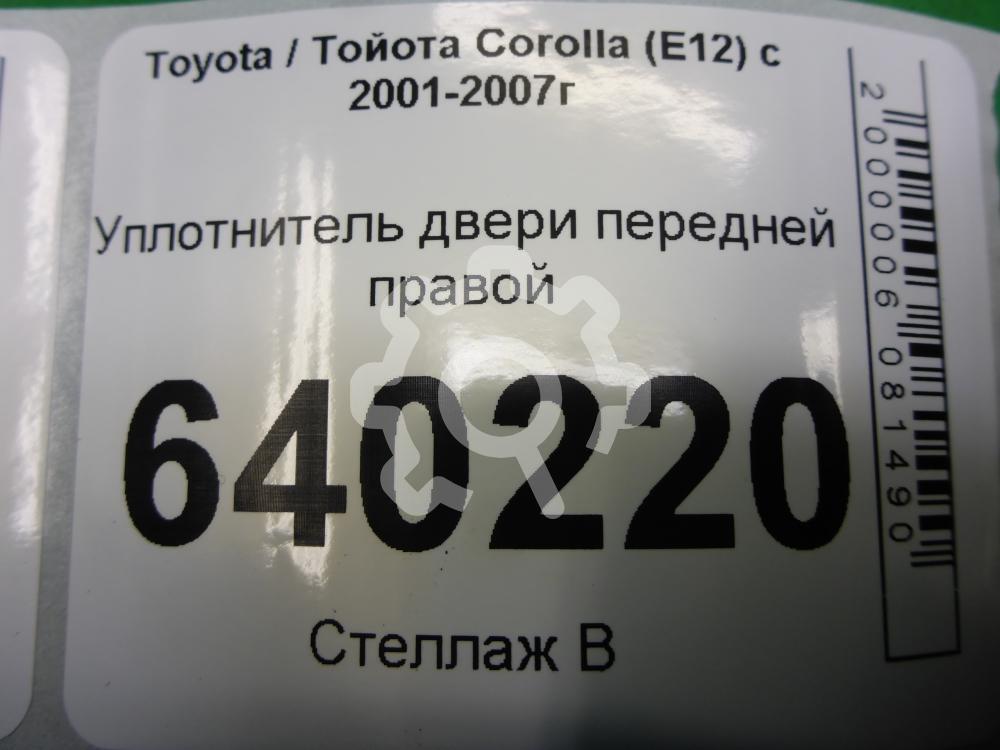 Toyota / Тойота Corolla (E12) с
2001-2007г
Уплотнитель двери передней
правой
640220
Стеллаж В
2000006081490